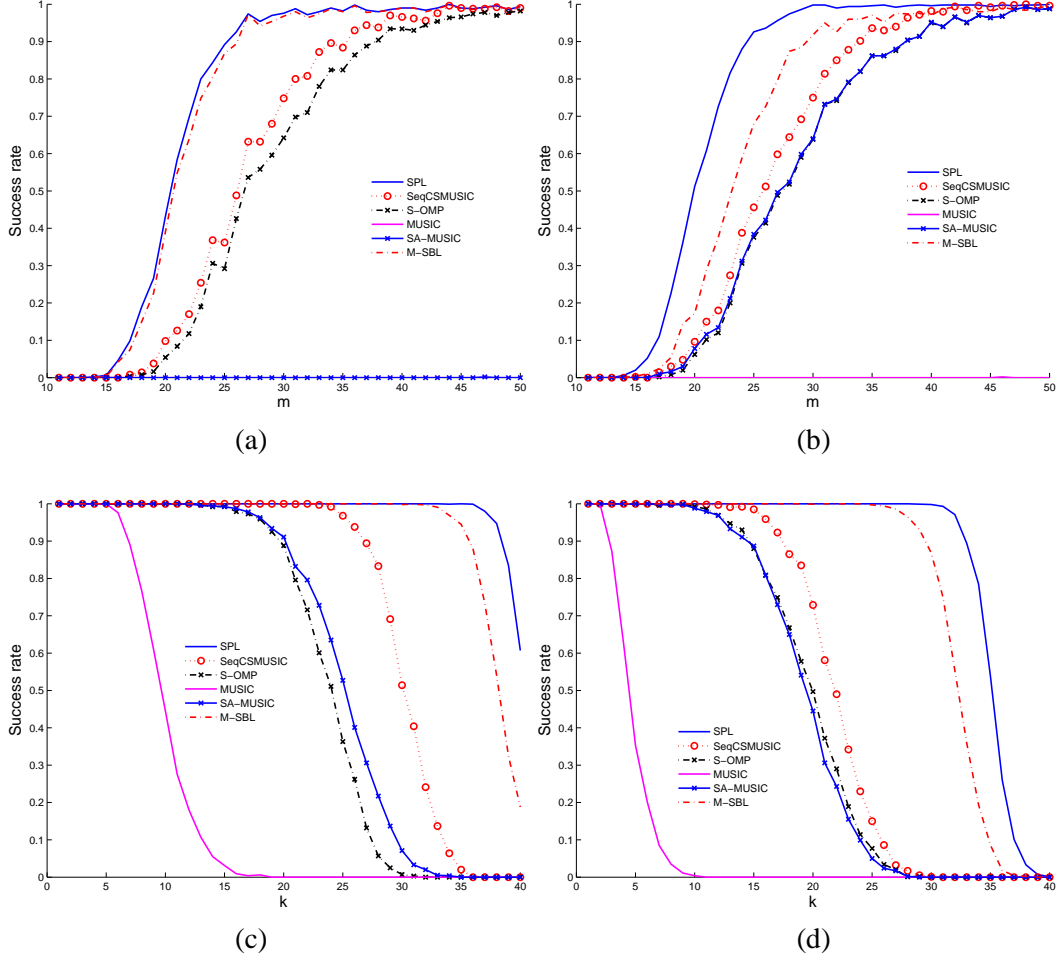 1
0.9
0.8
0.7
0.6
0.5
0.4
0.3
0.2
0.1
0
Success rate
SPL
SeqCSMUSIC
S-OMP
MUSIC
SA-MUSIC
M-SBL
10 15 20 25 30 35 40 45 50
m
(a)
1
0.9
0.8
0.7
0.6
0.5
0.4
0.3
0.2
0.1
0
Success rate
SPL
SeqCSMUSIC
S-OMP
MUSIC
SA-MUSIC
M-SBL
10 15 20 25 30 35 40 45 50
m
(b)
1
0.9
0.8
0.7
0.6
0.5
0.4
0.3
0.2
0.1
0
Success rate
SPL
SeqCSMUSIC
S-OMP
MUSIC
SA-MUSIC
M-SBL
0 5 10 15 20 25 30 35 40
k
(c)
1
0.9
0.8
0.7
0.6
0.5
0.4
0.3
0.2
0.1
0
Success rate
SPL
SeqCSMUSIC
S-OMP
MUSIC
SA-MUSIC
M-SBL
0 5 10 15 20 25 30 35 40
k
(d)